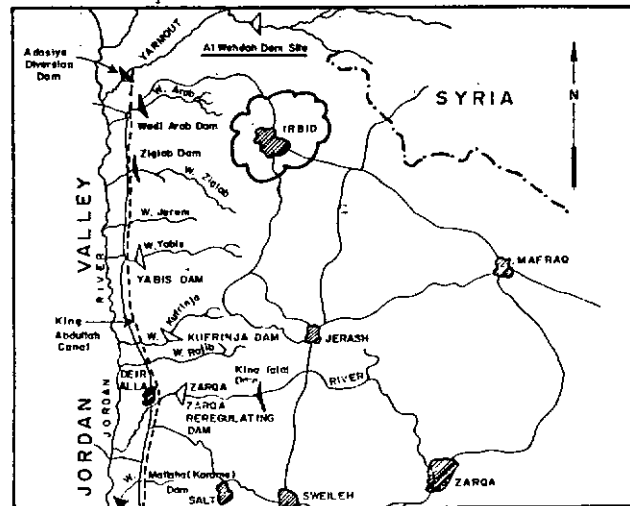 Adasiya
Diversion
Dam
YARMOUT
Al Wehdah Dam Site
SYRIA
N
W. Arab
Wadi Arab Dam
IRBID
Ziglab Dam
W. Ziglab
W. Jerem
W. Yabis
YABIS DAM
MAFRAQ
VALLEY
RIVER
King
Abdullah
Canal
Kufrinja
W.
KUFRINJA DAM
W. Rajib
JERASH
DEIR
ALLA
King Talal
Dam
RIVER
ZARQA
ZARQA
REREGULATING
DAM
JORDAN
JORDAN
W.
Mallaha (Karame)
Dam
SALT
SWEILEH
ZARQA